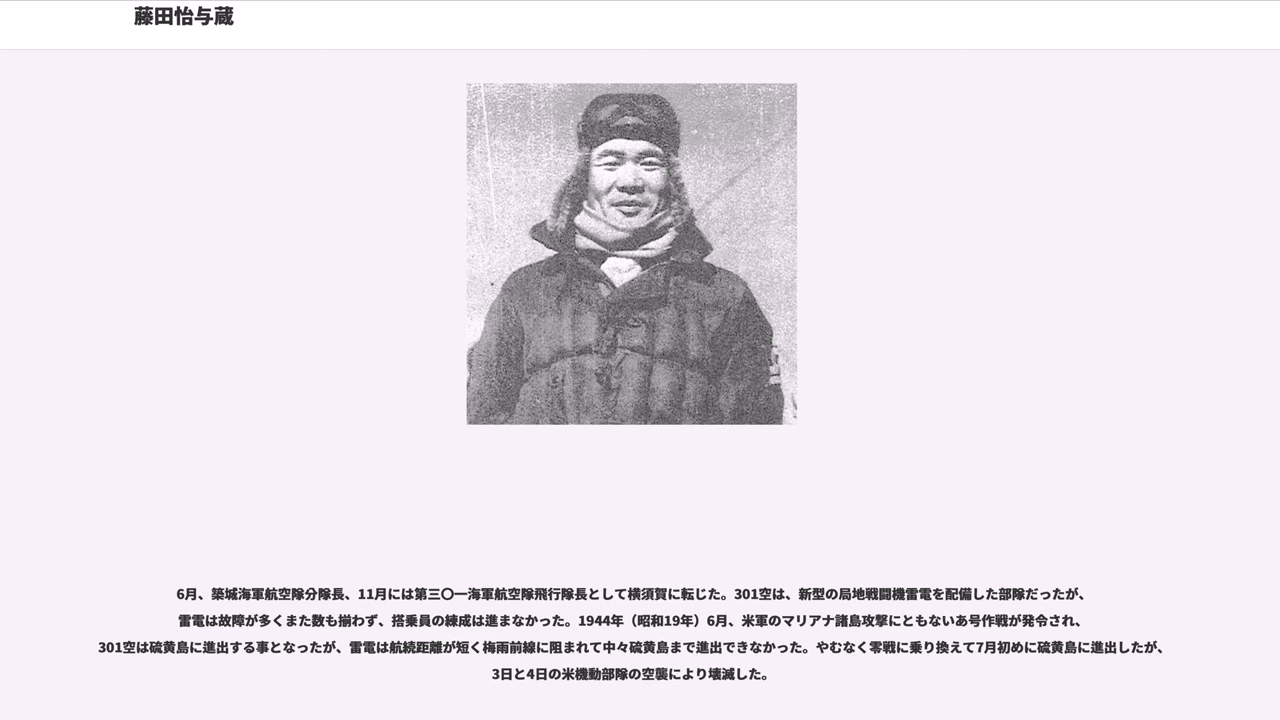 藤田怡与蔵
6月、築城海軍航空隊分隊長、11月には第三〇一海軍航空隊飛行隊長として横須賀に転じた。301空は、新型の局地戦闘機雷電を配備した部隊だったが、
雷電は故障が多くまた数も揃わず、搭乗員の練成は進まなかった。1944年（昭和19年）6月、米軍のマリアナ諸島攻撃にともないあ号作戦が発令され、
301空は硫黄島に進出する事となったが、雷電は航続距離が短く梅雨前線に阻まれて中々硫黄島まで進出できなかった。やむなく零戦に乗り換えて7月初めに硫黄島に進出したが、
3日と4日の米機動部隊の空襲により壊滅した。